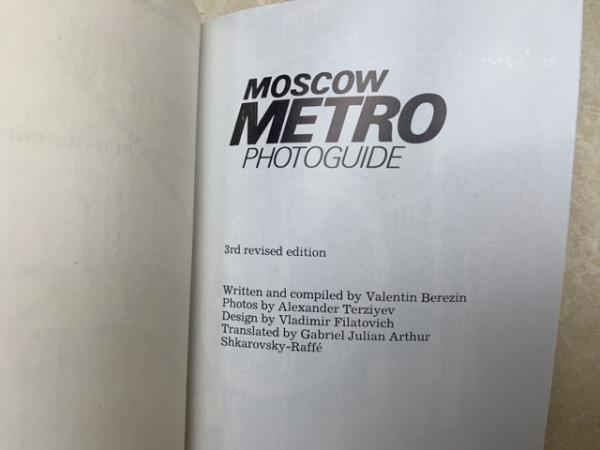 MOSCOW
METRO
PHOTOGUIDE
3rd revised edition
Written and compiled by Valentin Berezin
Photos by Alexander Terziyev
Design by Vladimir Filatovich
Translated by Gabriel Julian Arthur
Shkarovsky-Raffé